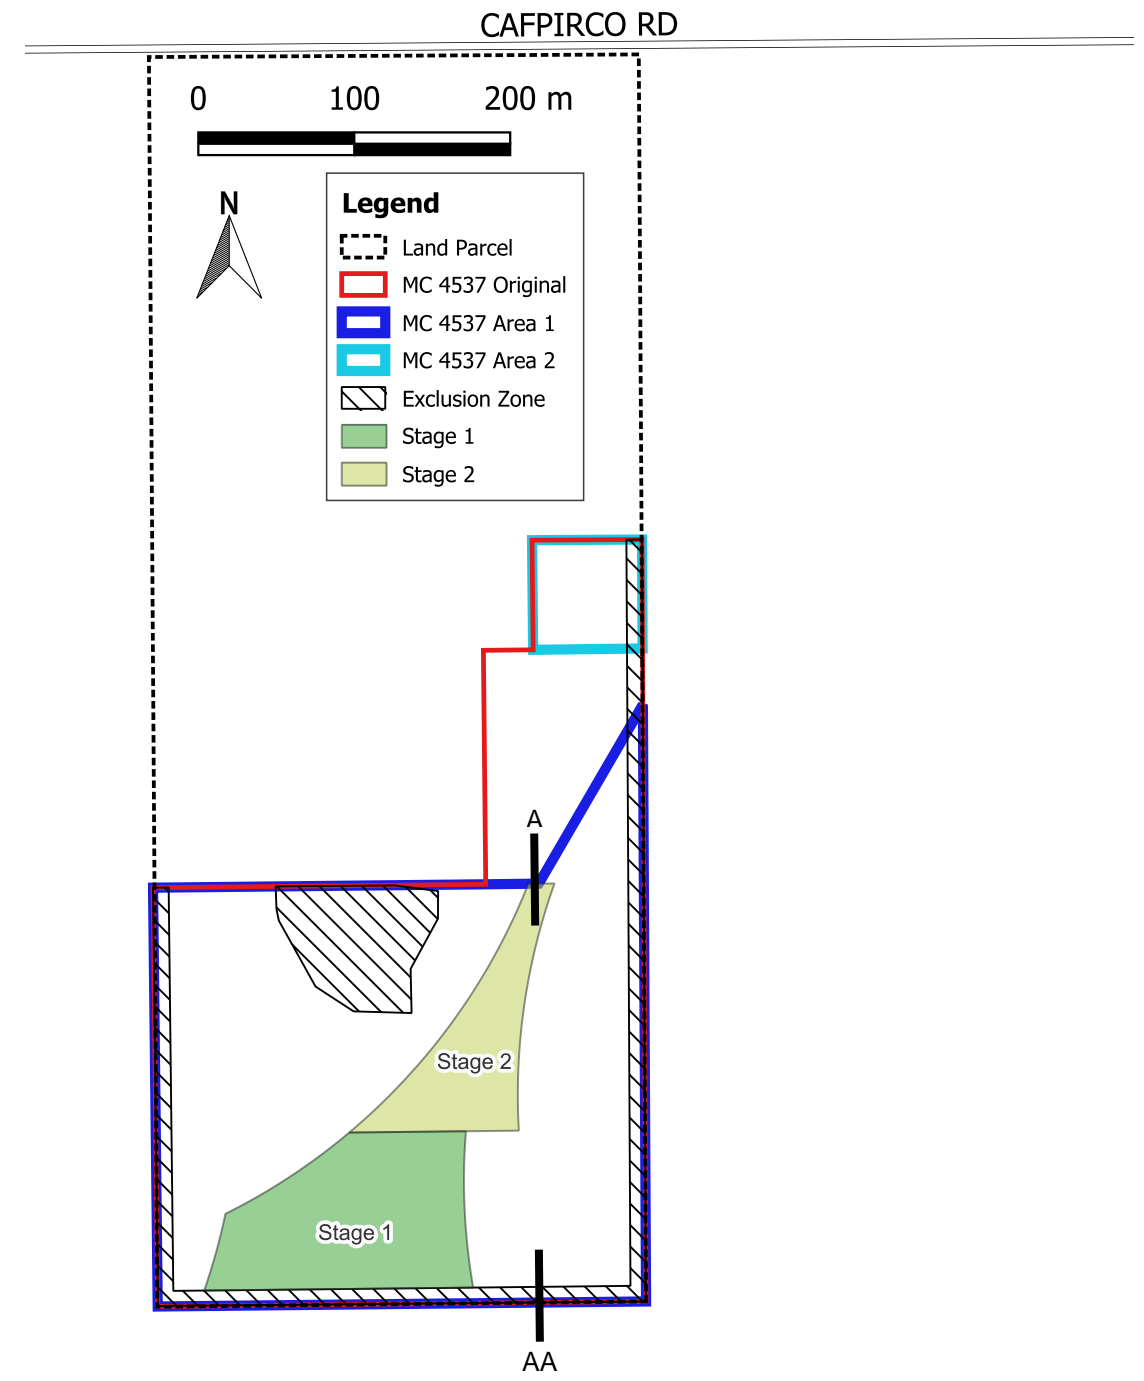 CAFPIRCO RD
0 100 200 m
N
Legend
Land Parcel
MC 4537 Original
MC 4537 Area 1
MC 4537 Area 2
Exclusion Zone
Stage 1
Stage 2
A
Stage 2
Stage 1
AA